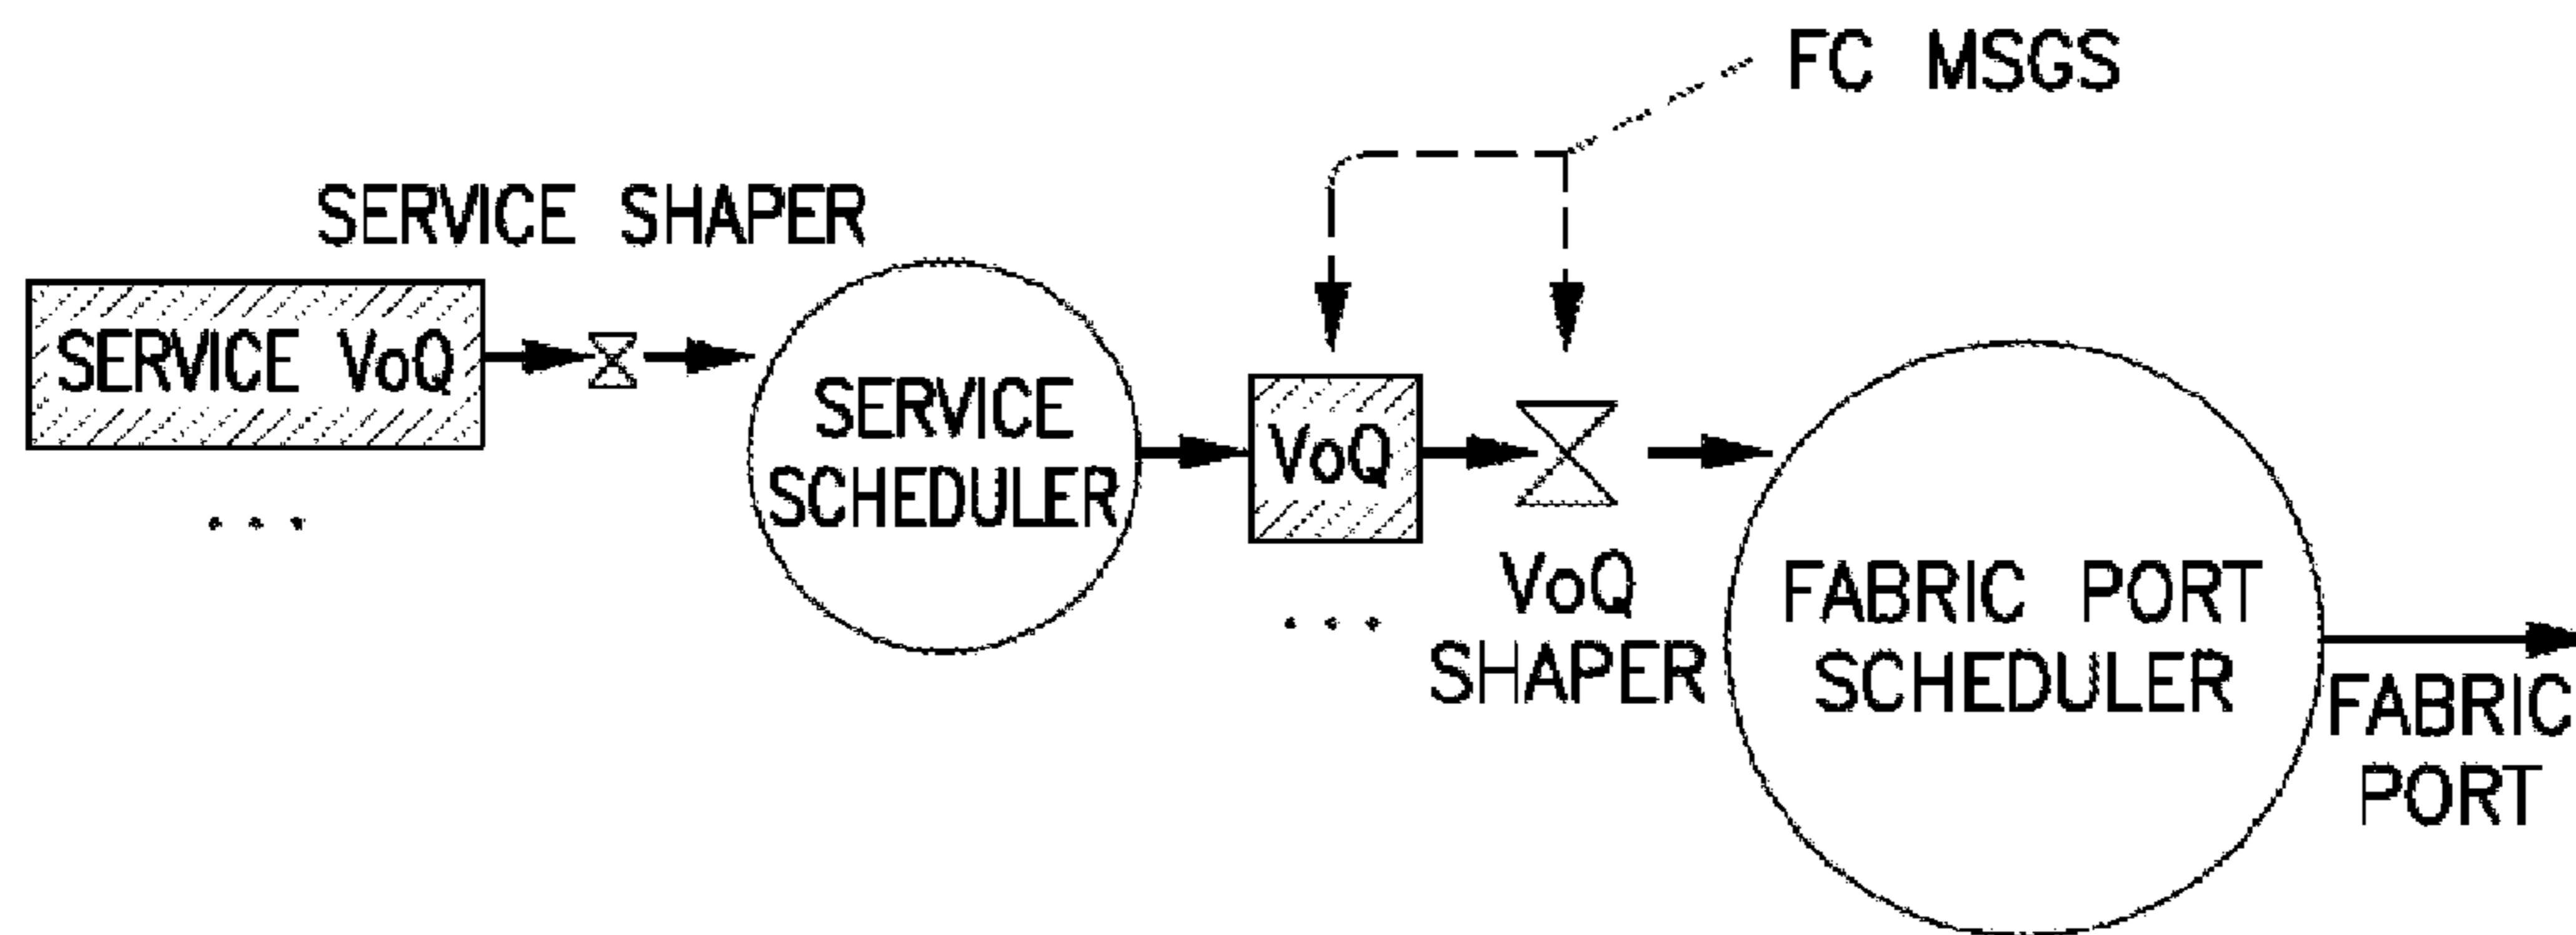 FC MSGS
SERVICE SHAPER
SERVICE VoQ
SERVICE
SCHEDULER
VoQ
VoQ
SHAPER
FABRIC PORT
SCHEDULER
FABRIC
PORT
...
...